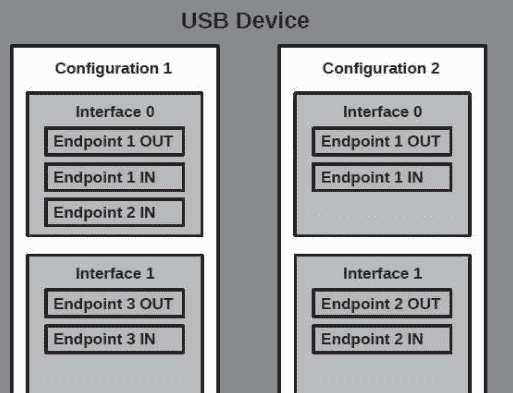 USB Device
Configuration 1
Interface 0
Endpoint 1 OUT
Endpoint 1 IN
Endpoint 2 IN
Interface 1
Endpoint 3 OUT
Endpoint 3 IN
Configuration 2
Interface 0
Endpoint 1 OUT
Endpoint 1 IN
Interface 1
Endpoint 2 OUT
Endpoint 2 IN